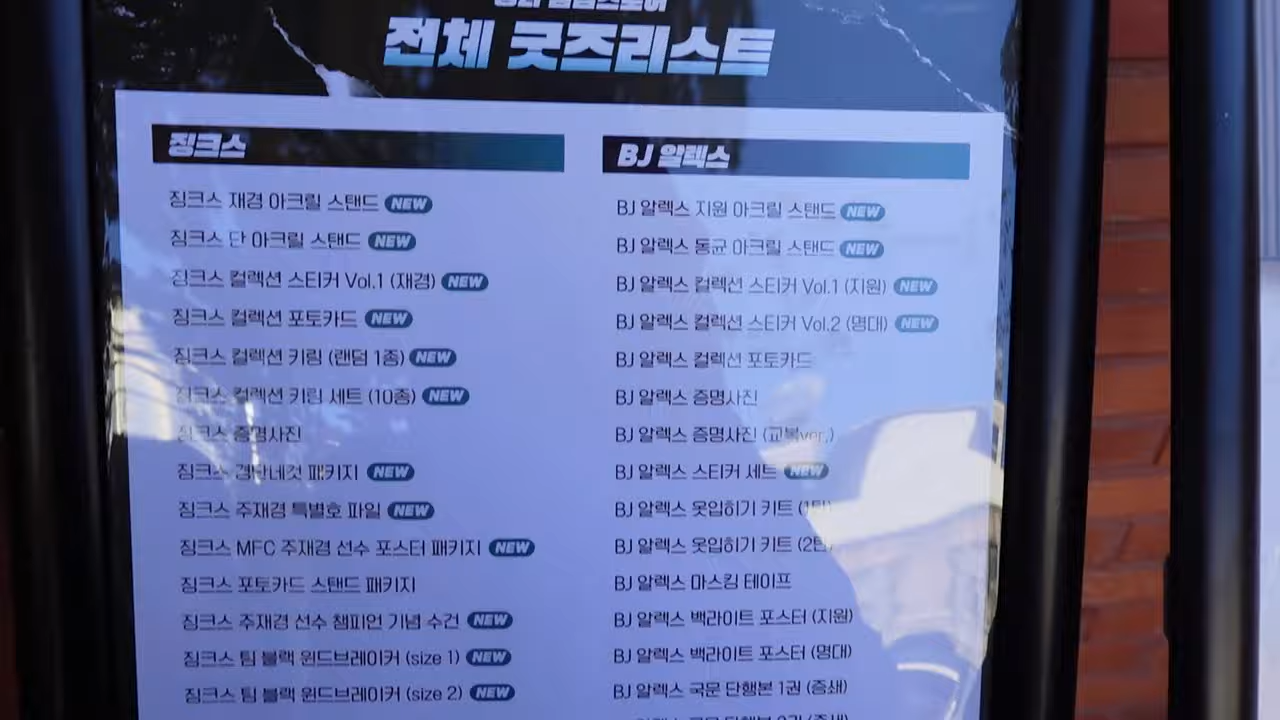 전체 굿즈리스트
징크스
징크스 재경 아크릴 스탠드 NEW
징크스 단 아크릴 스탠드 NEW
징크스 컬렉션 스티커 Vol.1 (재경) NEW
징크스 컬렉션 포토카드 NEW
징크스 컬렉션 키링 (랜덤 1종) NEW
징크스 컬렉션 키링 세트 (10종) NEW
징크스 증명사진
징크스 경단네컷 패키지 NEW
징크스 주재경 특별호 파일 NEW
징크스 MFC 주재경 선수 포스터 패키지 NEW
징크스 포토카드 스탠드 패키지
징크스 주재경 선수 챔피언 기념 수건 NEW
징크스 팀 블랙 윈드브레이커 (size 1) NEW
징크스 팀 블랙 윈드브레이커 (size 2) NEW
BJ 알렉스
BJ 알렉스 지원 아크릴 스탠드 NEW
BJ 알렉스 동균 아크릴 스탠드 NEW
BJ 알렉스 컬렉션 스티커 Vol.1 (지원) NEW
BJ 알렉스 컬렉션 스티커 Vol.2 (명대) NEW
BJ 알렉스 컬렉션 포토카드
BJ 알렉스 증명사진
BJ 알렉스 증명사진 (교복ver.)
BJ 알렉스 스티커 세트 NEW
BJ 알렉스 옷입히기 키트 (1탄)
BJ 알렉스 옷입히기 키트 (2탄)
BJ 알렉스 마스킹 테이프
BJ 알렉스 백라이트 포스터 (지원)
BJ 알렉스 백라이트 포스터 (명대)
BJ 알렉스 국문 단행본 1권 (증쇄)